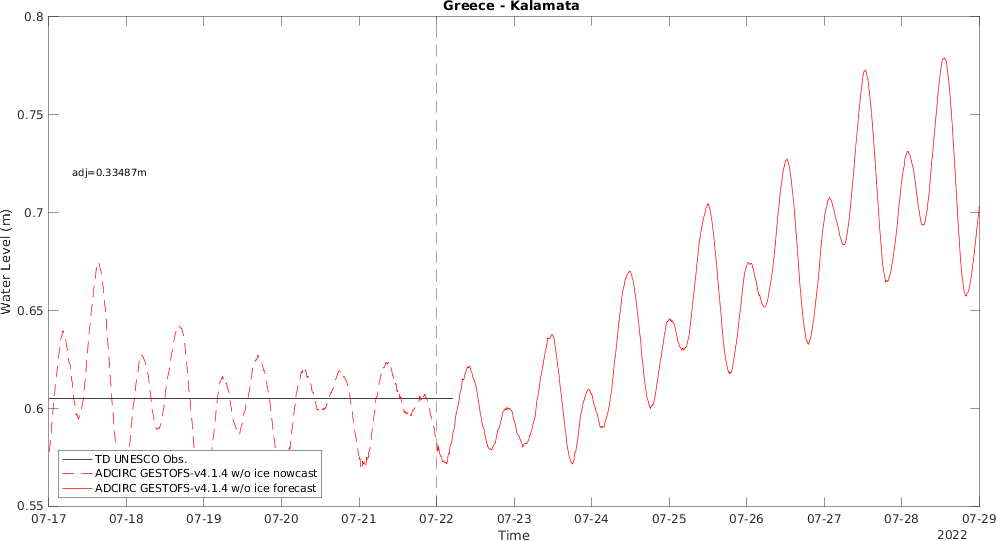 Greece - Kalamata
0.8
0.75
0.7
0.65
0.6
0.55
Water Level (m)
adj=0.33487m
TD UNESCO Obs.
ADCIRC GESTOFS-v4.1.4 w/o ice nowcast
ADCIRC GESTOFS-v4.1.4 w/o ice forecast
07-17 07-18 07-19 07-20 07-21 07-22 07-23 07-24 07-25 07-26 07-27 07-28 07-29
Time
2022